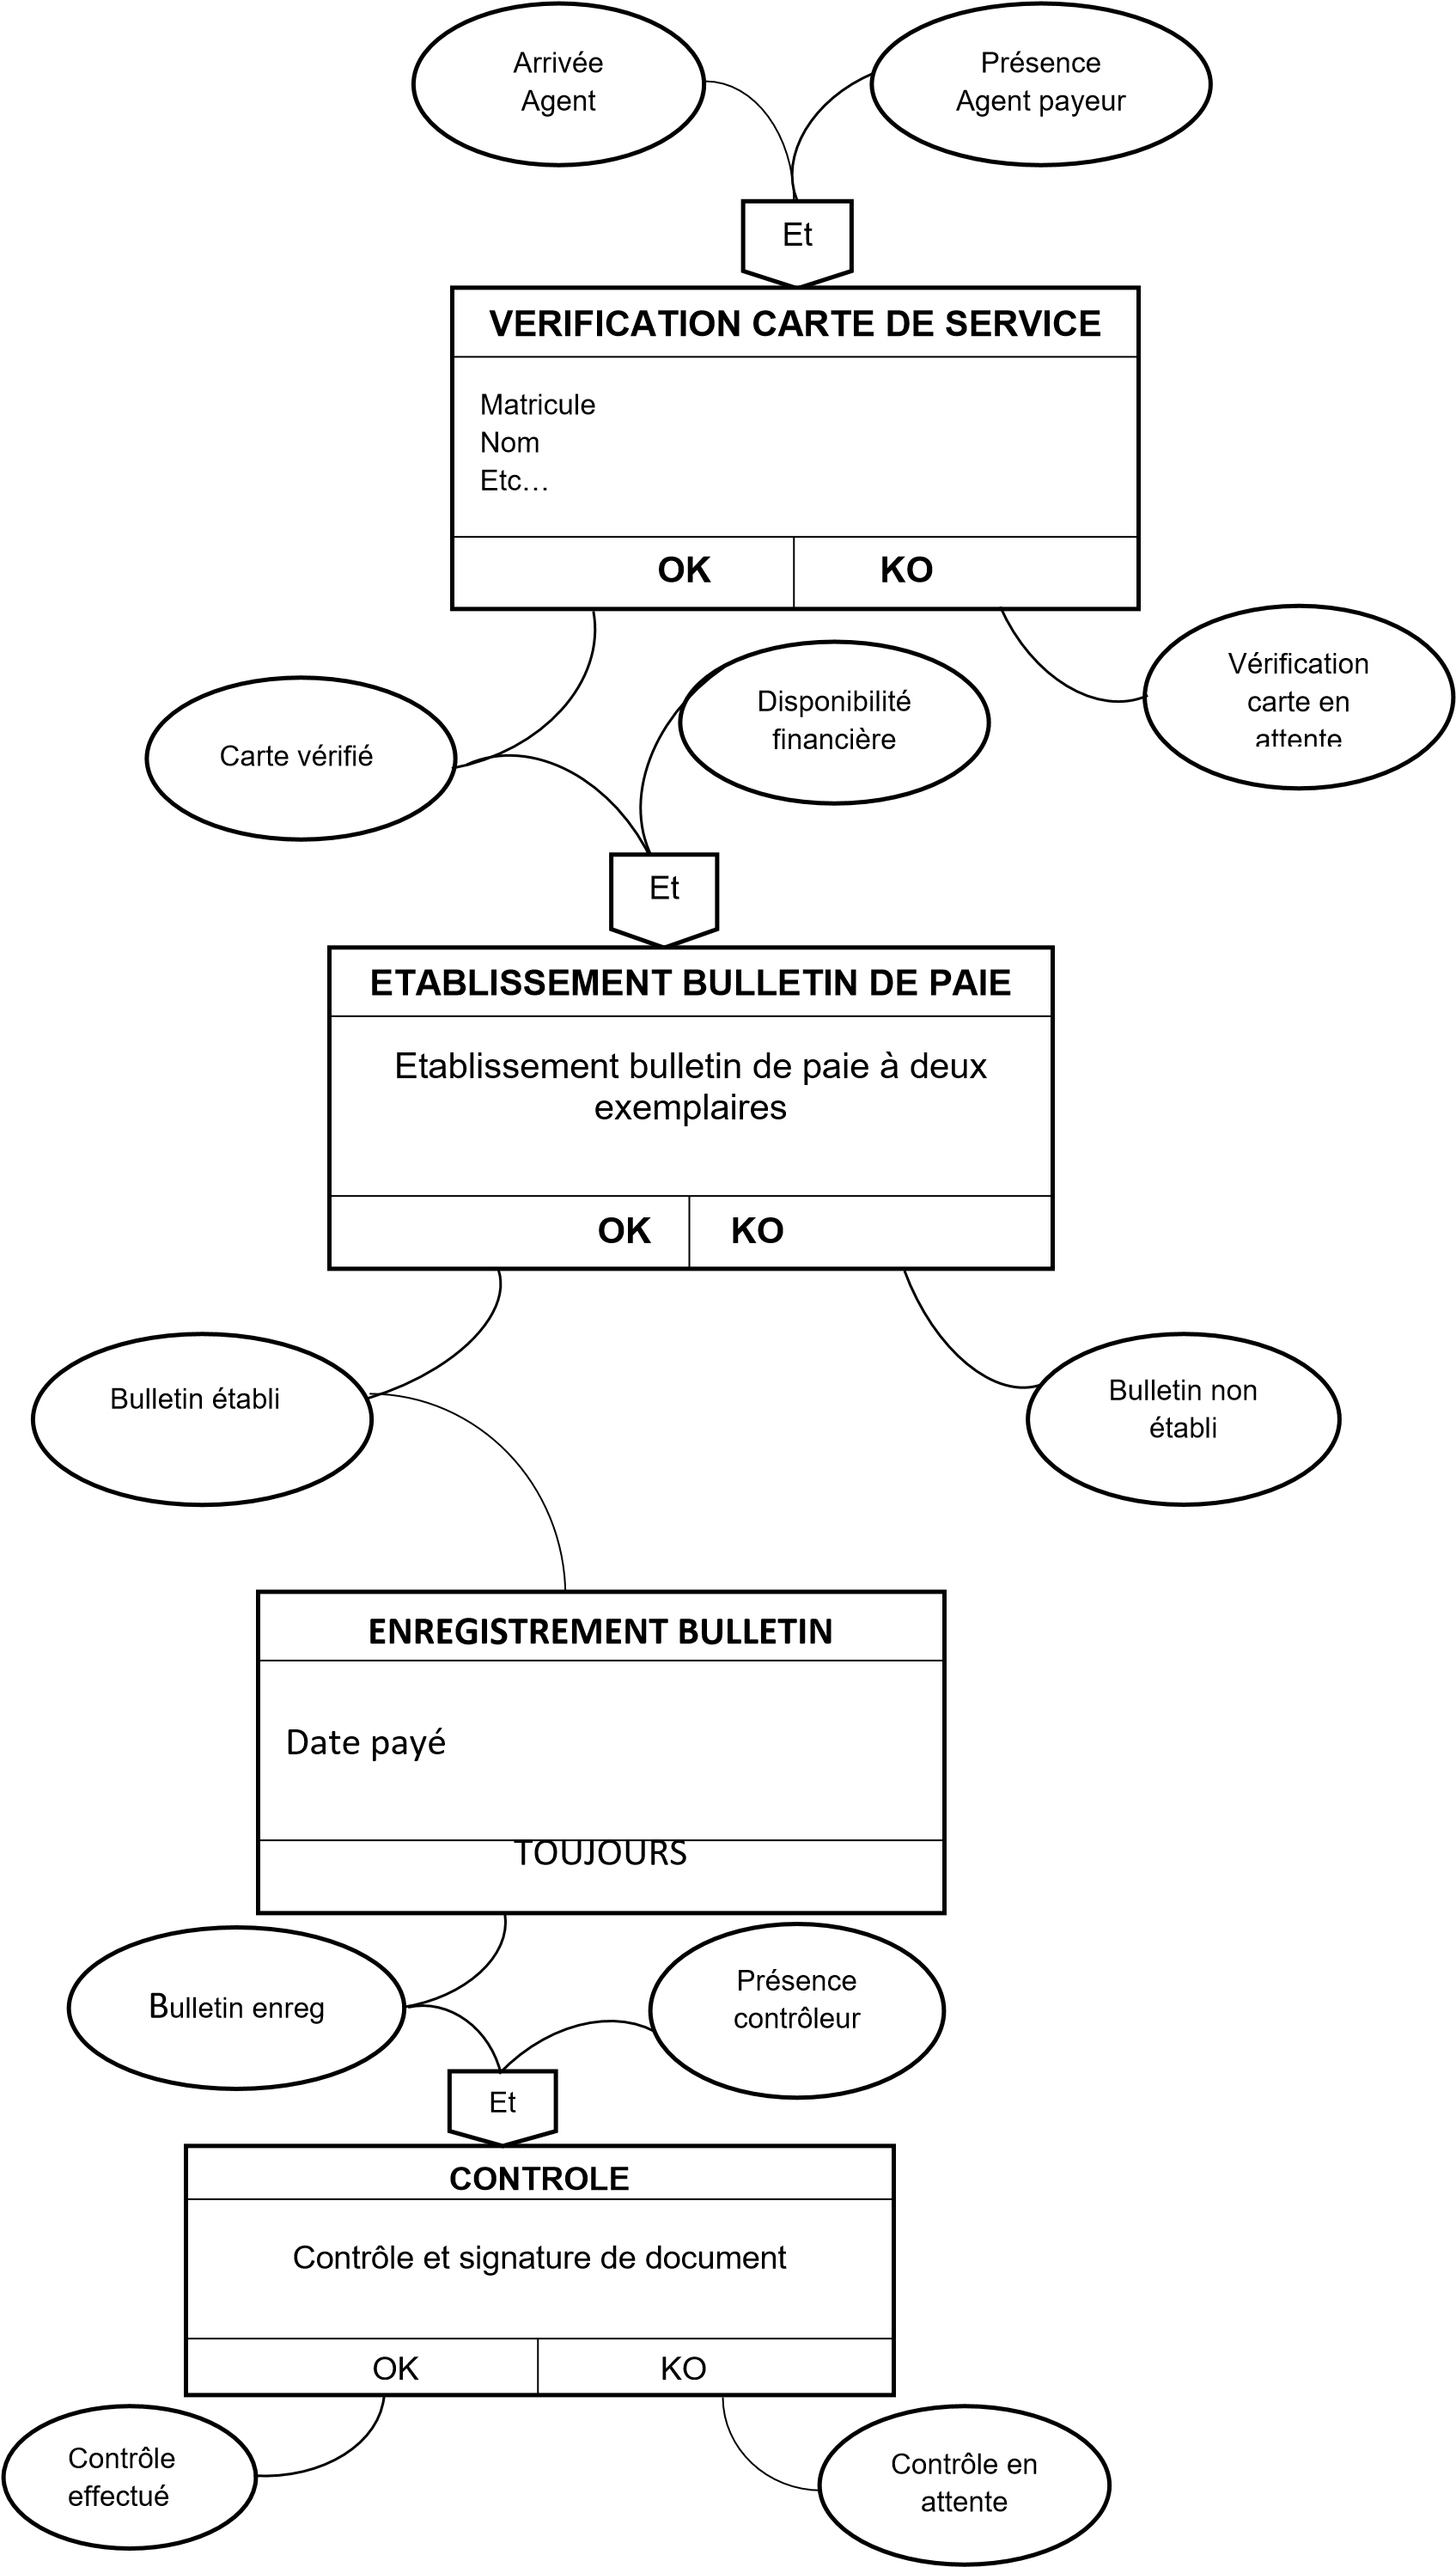 Arrivée
Agent
Présence
Agent payeur
Et
VERIFICATION CARTE DE SERVICE
Matricule
Nom
Etc…
OK
KO
Carte vérifié
Disponibilité
financière
Vérification
carte en
attente
Et
ETABLISSEMENT BULLETIN DE PAIE
Etablissement bulletin de paie à deux
exemplaires
OK
KO
Bulletin établi
Bulletin non
établi
ENREGISTREMENT BULLETIN
Date payé
TOUJOURS
Bulletin enreg
Présence
contrôleur
Et
CONTROLE
Contrôle et signature de document
OK
KO
Contrôle
effectué
Contrôle en
attente